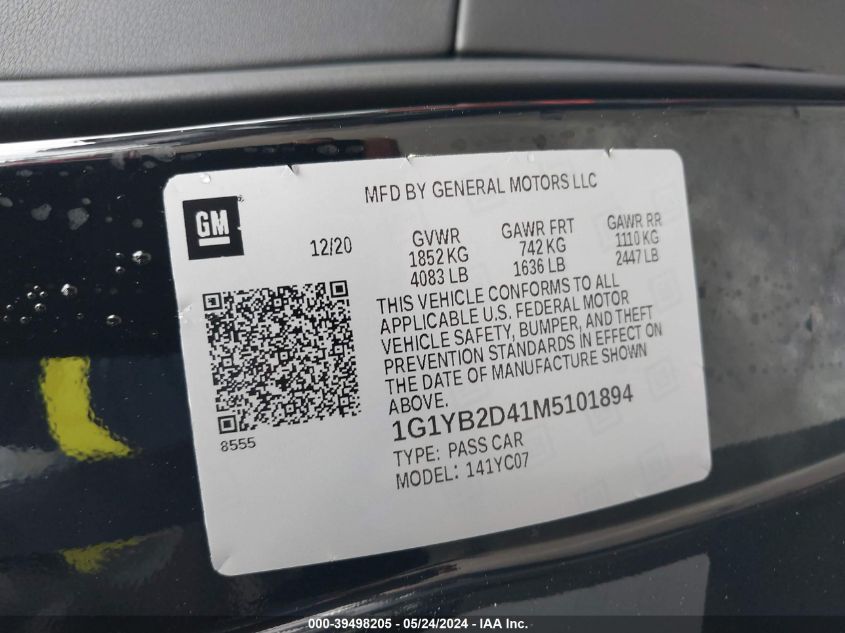 MFD BY GENERAL MOTORS LLC
GM
12/20
GVWR GAWR FRT GAWR RR
1852 KG 742 KG 1110 KG
4083 LB 1636 LB 2447 LB
THIS VEHICLE CONFORMS TO ALL
APPLICABLE U.S. FEDERAL MOTOR
VEHICLE SAFETY, BUMPER, AND THEFT
PREVENTION STANDARDS IN EFFECT ON
THE DATE OF MANUFACTURE SHOWN
ABOVE.
8555
1G1YB2D41M5101894
TYPE: PASS CAR
MODEL: 141YC07
000-39498205 - 05/24/2024 - IAA Inc.